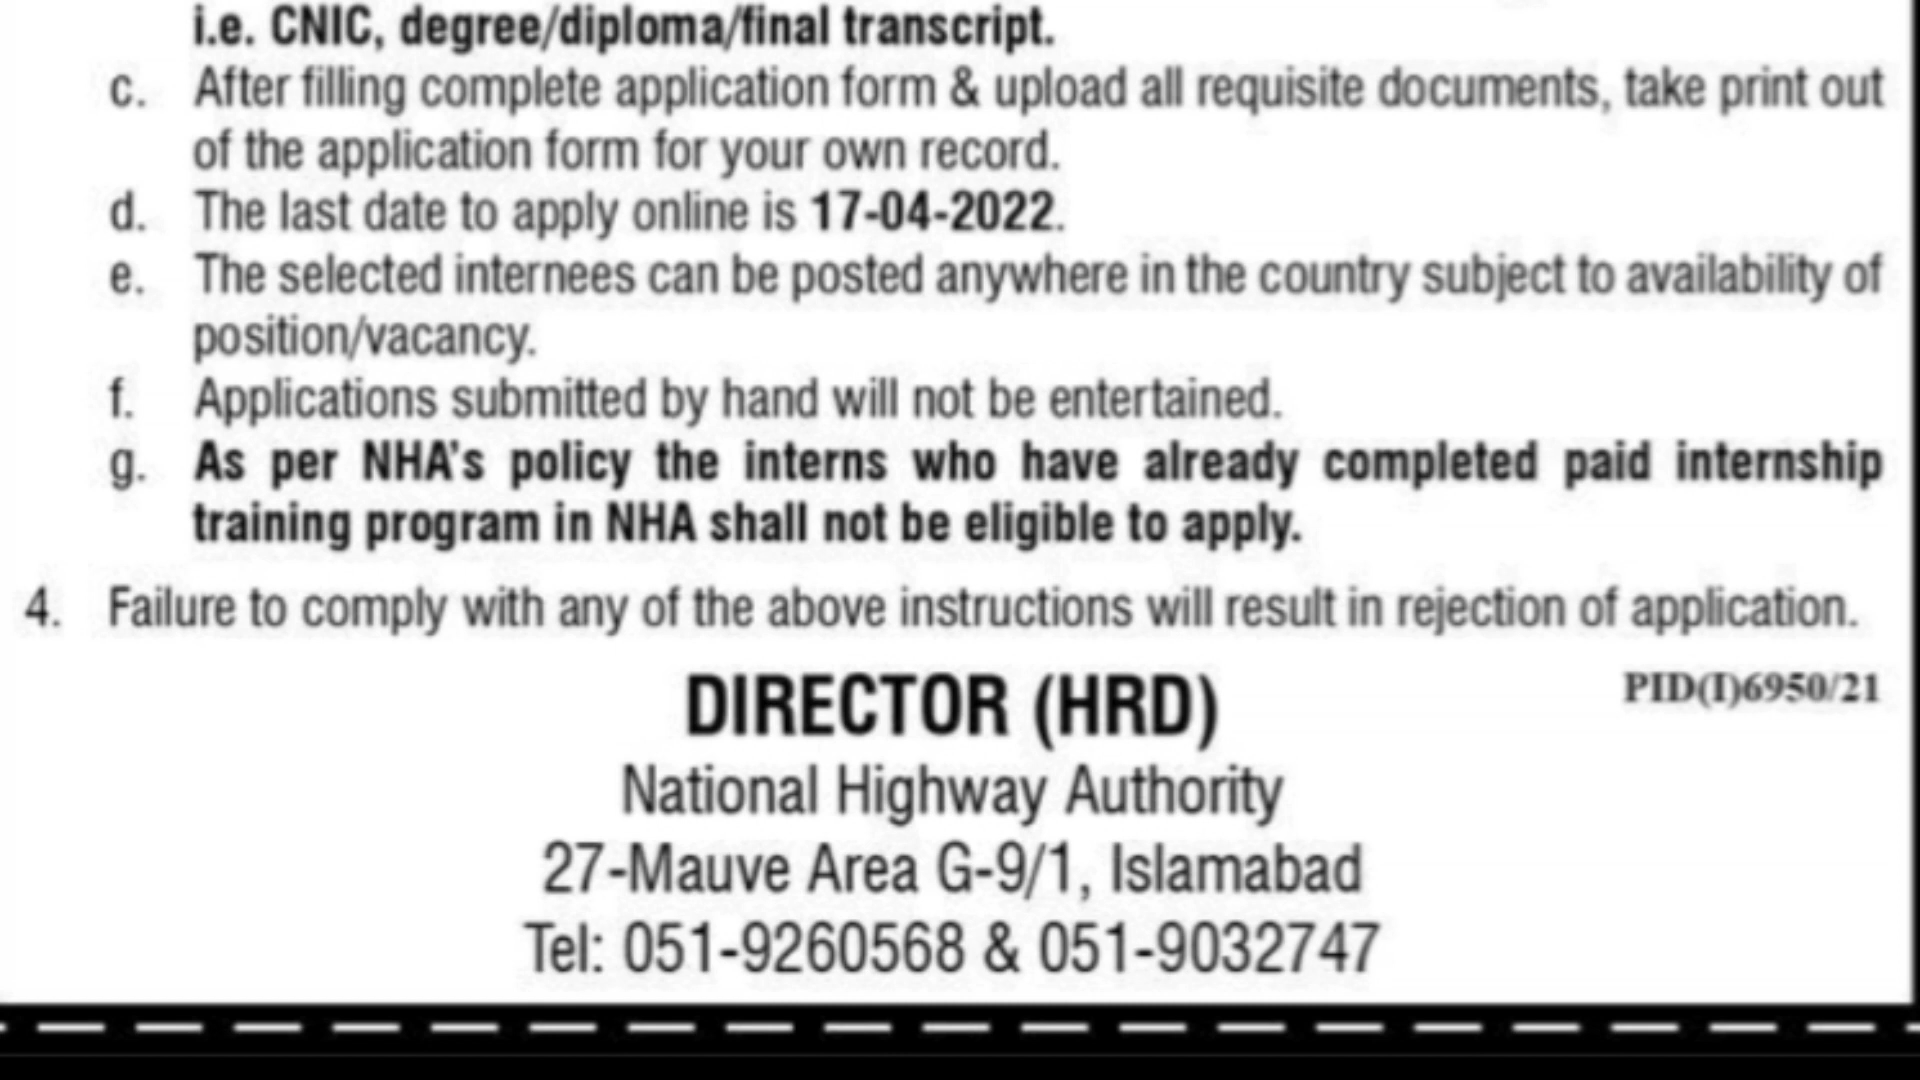 i.e. CNIC, degree/diploma/final transcript.
c. After filling complete application form & upload all requisite documents, take print out
of the application form for your own record.
d. The last date to apply online is 17-04-2022.
e. The selected internees can be posted anywhere in the country subject to availability of
position/vacancy.
f. Applications submitted by hand will not be entertained.
g. As per NHA's policy the interns who have already completed paid internship
training program in NHA shall not be eligible to apply.
4. Failure to comply with any of the above instructions will result in rejection of application.
DIRECTOR (HRD)
PID(I)6950/21
National Highway Authority
27-Mauve Area G-9/1, Islamabad
Tel: 051-9260568 & 051-9032747